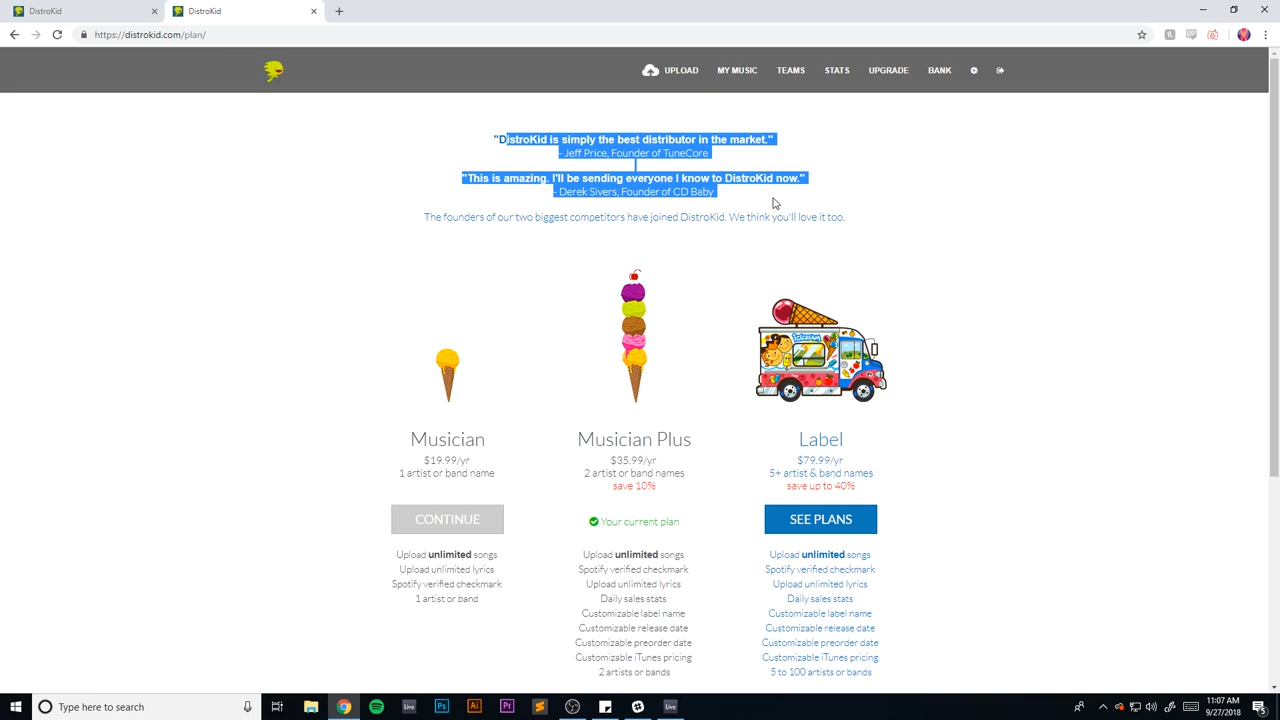 DistroKid
DistroKid
https://distrokid.com/plan/
UPLOAD MY MUSIC TEAMS STATS UPGRADE BANK
"DistroKid is simply the best distributor in the market."
- Jeff Price, Founder of TuneCore
"This is amazing. I'll be sending everyone I know to DistroKid now."
- Derek Sivers, Founder of CD Baby
The founders of our two biggest competitors have joined DistroKid. We think you'll love it too.
Musician
$19.99/yr
1 artist or band name
CONTINUE
Upload unlimited songs
Upload unlimited lyrics
Spotify verified checkmark
1 artist or band
Musician Plus
$35.99/yr
2 artist or band names
save 10%
Your current plan
Upload unlimited songs
Spotify verified checkmark
Upload unlimited lyrics
Daily sales stats
Customizable label name
Customizable release date
Customizable preorder date
Customizable iTunes pricing
2 artists or bands
Label
$79.99/yr
5+ artist & band names
save up to 40%
SEE PLANS
Upload unlimited songs
Spotify verified checkmark
Upload unlimited lyrics
Daily sales stats
Customizable label name
Customizable release date
Customizable preorder date
Customizable iTunes pricing
5 to 100 artists or bands
Type here to search
Live
Ps
Ai
Pr
Live
11:07 AM
9/27/2018
5